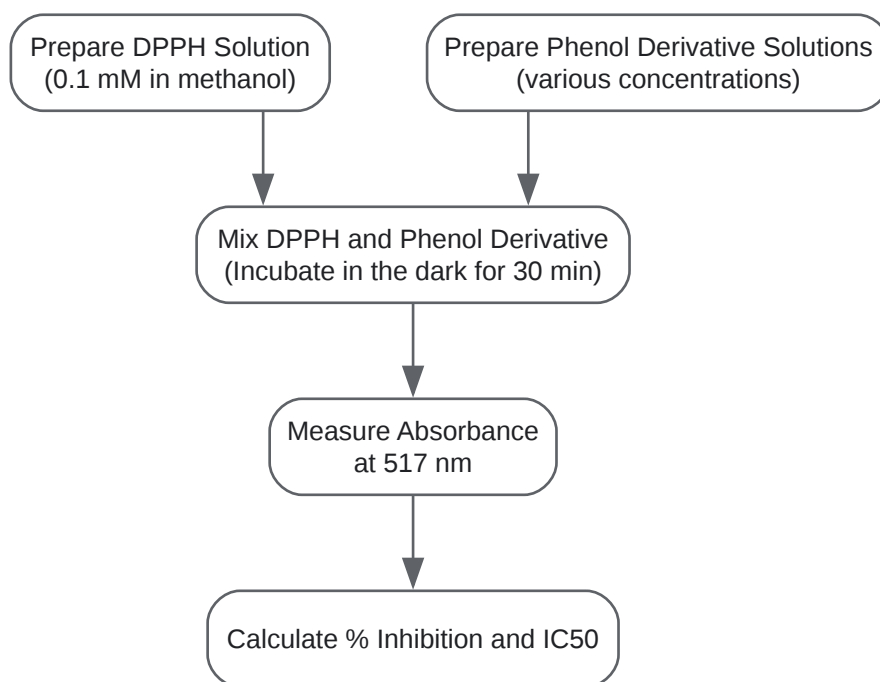 Prepare DPPH Solution
(0.1 mM in methanol)
Prepare Phenol Derivative Solutions
(various concentrations)
Mix DPPH and Phenol Derivative
(Incubate in the dark for 30 min)
Measure Absorbance
at 517 nm
Calculate % Inhibition and IC50